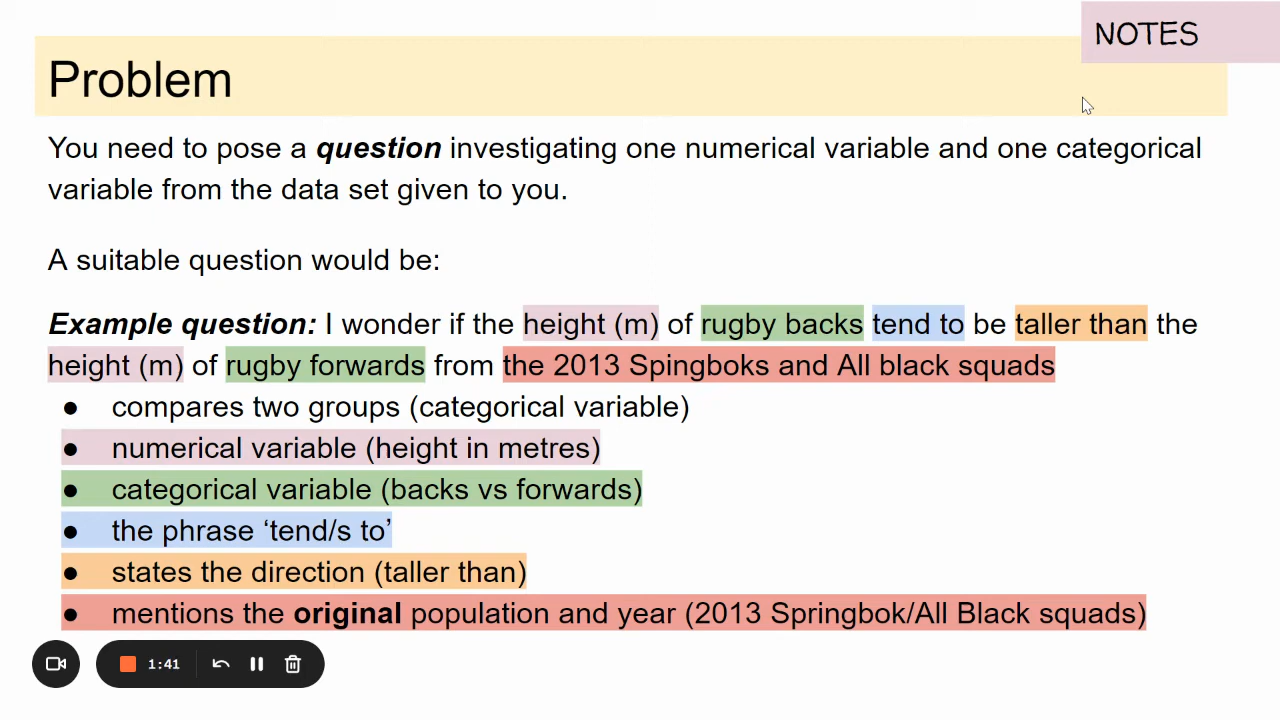 NOTES
Problem
You need to pose a question investigating one numerical variable and one categorical
variable from the data set given to you.
A suitable question would be:
Example question: I wonder if the height (m) of rugby backs tend to be taller than the
height (m) of rugby forwards from the 2013 Spingboks and All black squads
● compares two groups (categorical variable)
● numerical variable (height in metres)
● categorical variable (backs vs forwards)
● the phrase ‘tend/s to’
● states the direction (taller than)
● mentions the original population and year (2013 Springbok/All Black squads)
1:41